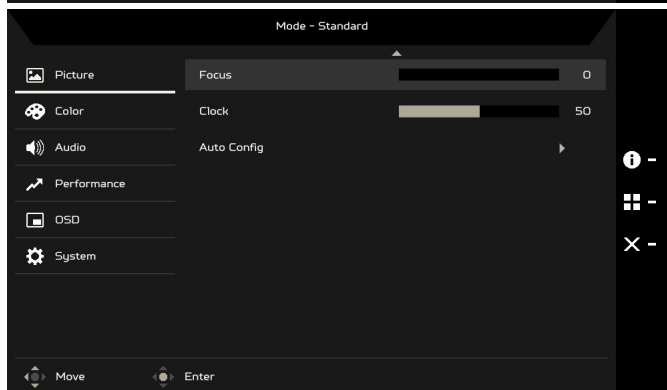 Mode - Standard
Picture
Focus 0
Color
Clock 50
Audio
Auto Config
Performance
OSD
System
Move Enter